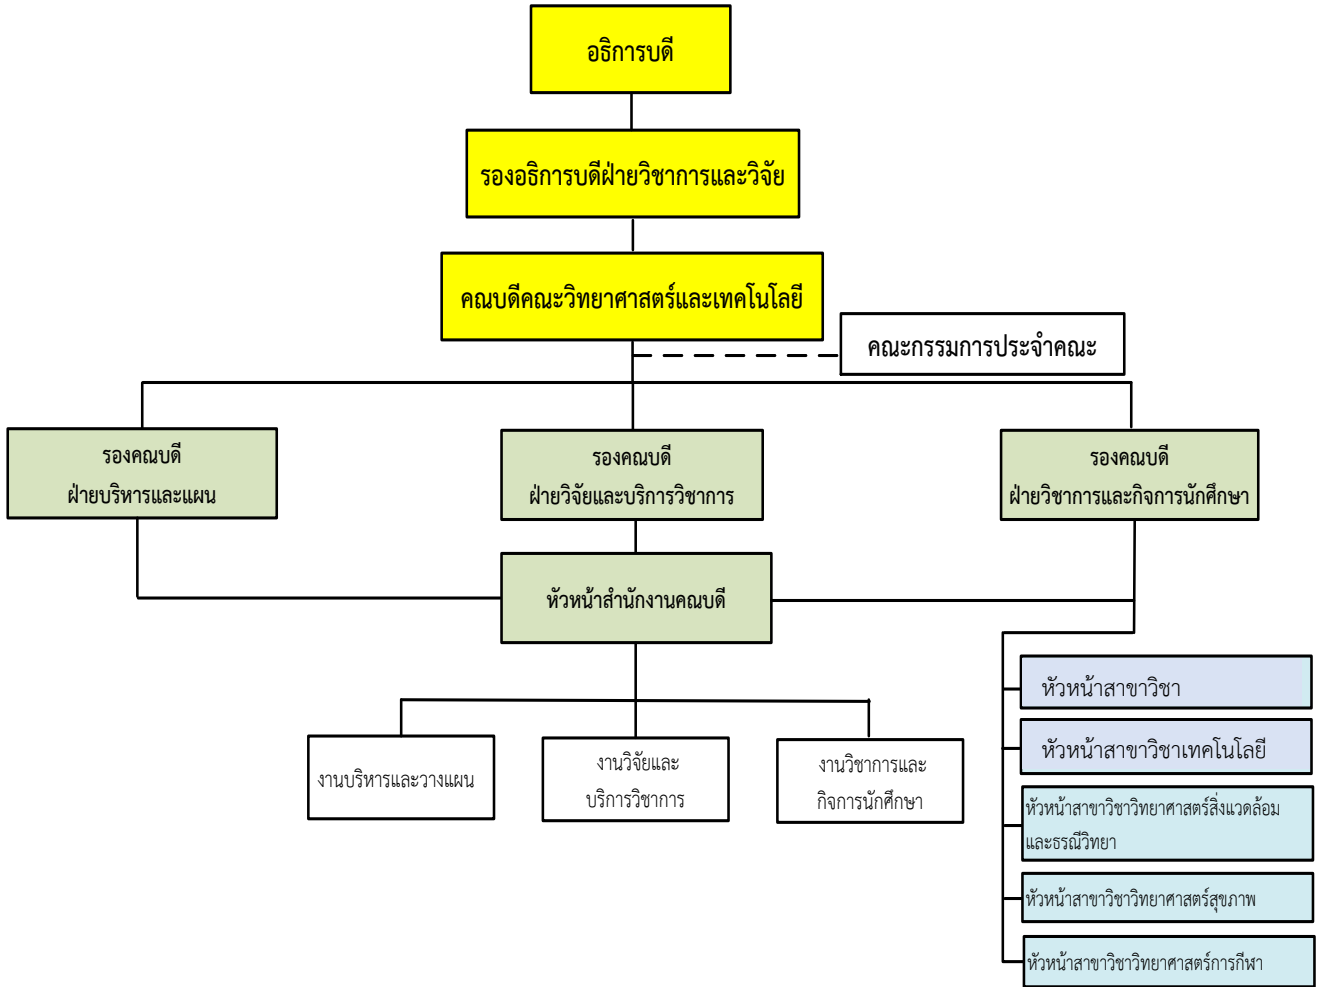 อธิการบดี
รองอธิการบดีฝ่ายวิชาการและวิจัย
คณบดีคณะวิทยาศาสตร์และเทคโนโลยี
คณะกรรมการประจำคณะ
รองคณบดี
ฝ่ายบริหารและแผน
รองคณบดี
ฝ่ายวิจัยและบริการวิชาการ
รองคณบดี
ฝ่ายวิชาการและกิจการนักศึกษา
หัวหน้าสำนักงานคณบดี
งานบริหารและวางแผน
งานวิจัยและ
บริการวิชาการ
งานวิชาการและ
กิจการนักศึกษา
หัวหน้าสาขาวิชา
หัวหน้าสาขาวิชาเทคโนโลยี
หัวหน้าสาขาวิชาวิทยาศาสตร์สิ่งแวดล้อม
และธรณีวิทยา
หัวหน้าสาขาวิชาวิทยาศาสตร์สุขภาพ
หัวหน้าสาขาวิชาวิทยาศาสตร์การกีฬา